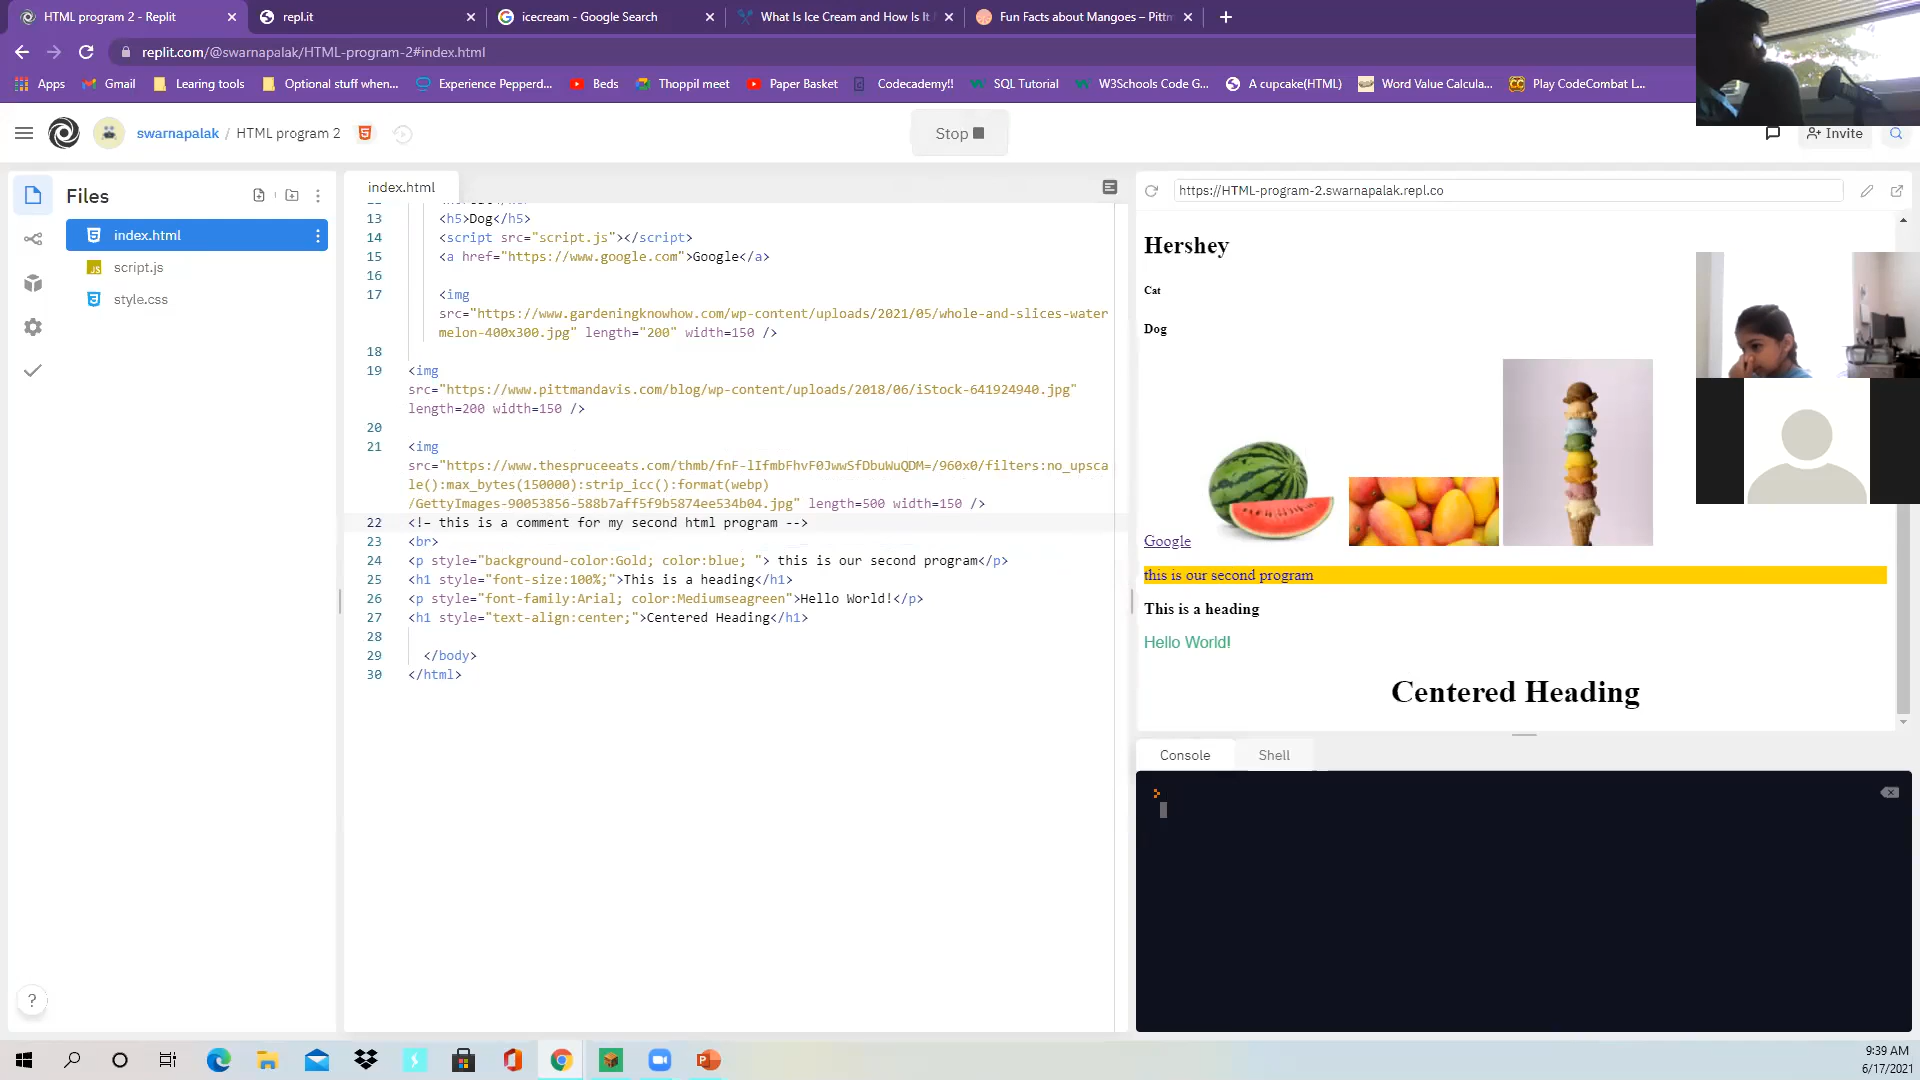 HTML program 2 - Replit
repl.it
icecream - Google Search
What Is Ice Cream and How Is It
Fun Facts about Mangoes – Pittm
replit.com/@swarnapalak/HTML-program-2#index.html
Apps
Gmail
Learing tools
Optional stuff when...
Experience Pepperd...
Beds
Thoppil meet
Paper Basket
Codecademy!!
SQL Tutorial
W3Schools Code G...
A cupcake(HTML)
Word Value Calcula...
Play CodeCombat L...
swarnapalak / HTML program 2
Stop
Invite
Files
index.html
script.js
style.css
index.html
13 <h5>Dog</h5>
14 <script src="script.js"></script>
15 <a href="https://www.google.com">Google</a>
16
17 <img
src="https://www.gardeningknowhow.com/wp-content/uploads/2021/05/whole-and-slices-water
melon-400x300.jpg" length="200" width=150 />
18
19 <img
src="https://www.pittmandavis.com/blog/wp-content/uploads/2018/06/iStock-641924940.jpg"
length=200 width=150 />
20
21 <img
src="https://www.thespruceeats.com/thmb/fnF-lIfmbFhvF0JwwSfDbuWuQDM=/960x0/filters:no_upsca
le():max_bytes(150000):strip_icc():format(webp)
/GettyImages-90053856-588b7aff5f9b5874ee534b04.jpg" length=500 width=150 />
22 <!– this is a comment for my second html program -->
23 <br>
24 <p style="background-color:Gold; color:blue; "> this is our second program</p>
25 <h1 style="font-size:100%;">This is a heading</h1>
26 <p style="font-family:Arial; color:Mediumseagreen">Hello World!</p>
27 <h1 style="text-align:center;">Centered Heading</h1>
28
29 </body>
30 </html>
https://HTML-program-2.swarnapalak.repl.co
Hershey
Cat
Dog
Google
this is our second program
This is a heading
Hello World!
Centered Heading
Console
Shell
?
9:39 AM
6/17/2021